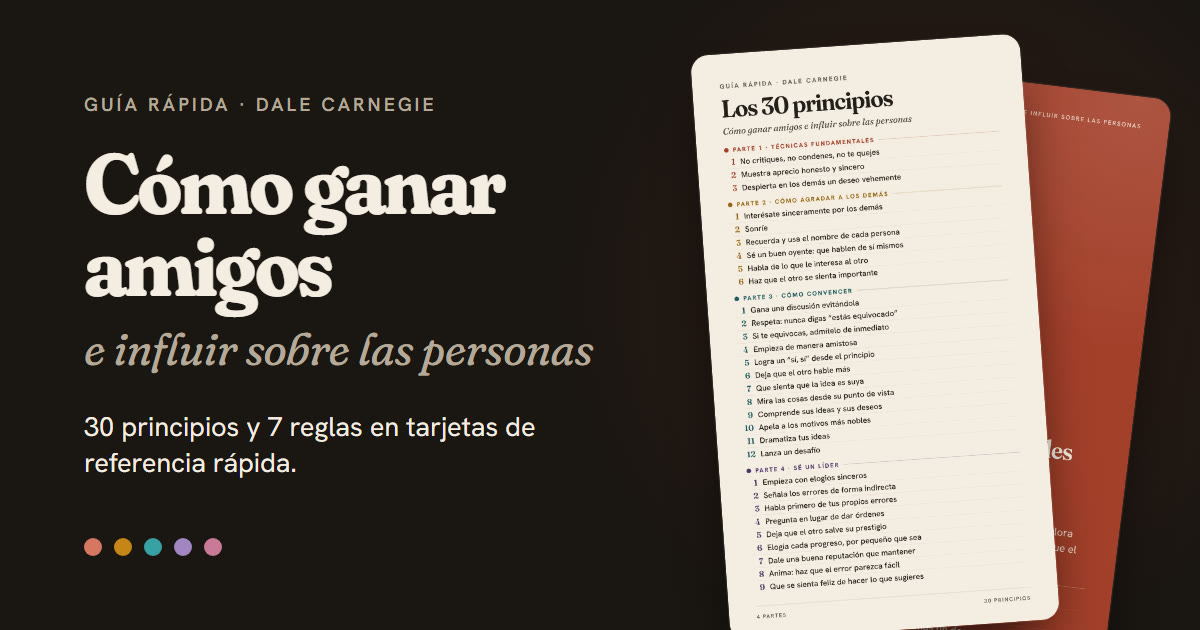 GUÍA RÁPIDA · DALE CARNEGIE
Cómo ganar
amigos
e influir sobre las personas
30 principios y 7 reglas en tarjetas de
referencia rápida.
GUÍA RÁPIDA · DALE CARNEGIE
Los 30 principios
Cómo ganar amigos e influir sobre las personas
PARTE 1 · TÉCNICAS FUNDAMENTALES
1 No critiques, no condenes, no te quejes
2 Muestra aprecio honesto y sincero
3 Despierta en los demás un deseo vehemente
PARTE 2 · CÓMO AGRADAR A LOS DEMÁS
1 Interésate sinceramente por los demás
2 Sonríe
3 Recuerda y usa el nombre de cada persona
4 Sé un buen oyente: que hablen de sí mismos
5 Habla de lo que le interesa al otro
6 Haz que el otro se sienta importante
PARTE 3 · CÓMO CONVENCER
1 Gana una discusión evitándola
2 Respeta: nunca digas “estás equivocado”
3 Si te equivocas, admítelo de inmediato
4 Empieza de manera amistosa
5 Logra un “sí, sí” desde el principio
6 Deja que el otro hable más
7 Que sienta que la idea es suya
8 Mira las cosas desde su punto de vista
9 Comprende sus ideas y sus deseos
10 Apela a los motivos más nobles
11 Dramatiza tus ideas
12 Lanza un desafío
PARTE 4 · SÉ UN LÍDER
1 Empieza con elogios sinceros
2 Señala los errores de forma indirecta
3 Habla primero de tus propios errores
4 Pregunta en lugar de dar órdenes
5 Deja que el otro salve su prestigio
6 Elogia cada progreso, por pequeño que sea
7 Dale una buena reputación que mantener
8 Anima: haz que el error parezca fácil
9 Que se sienta feliz de hacer lo que sugieres
4 PARTES
30 PRINCIPIOS
E INFLUIR SOBRE LAS PERSONAS
les
lora
ue el